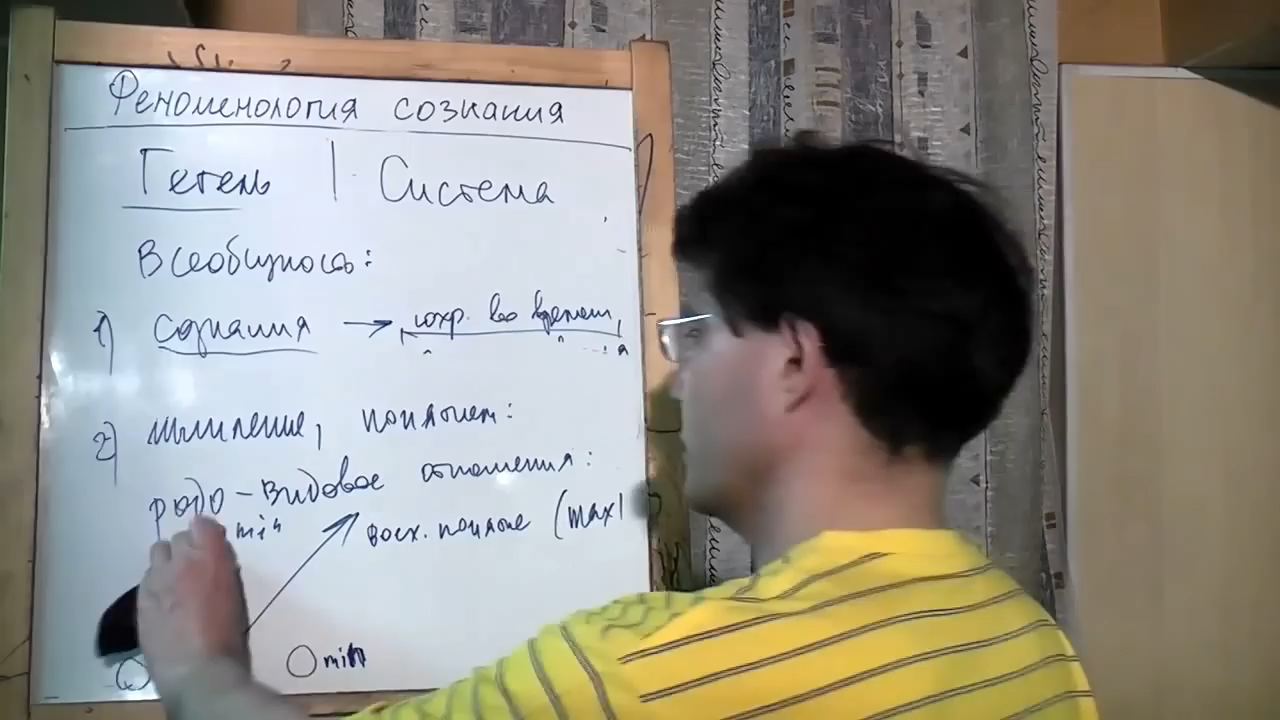 Феноменология сознания
Гегель | Система
Всеобщность:
1) сознания → сохр. во времени,
2) мышление, понятием:
родо-видовое отношения:
min восх. понятие (max)
min